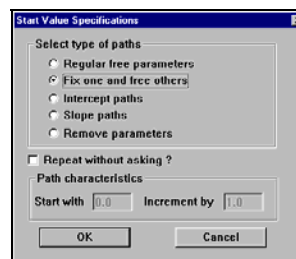 Start Value Specifications
Select type of paths
Regular free parameters
Fix one and free others
Intercept paths
Slope paths
Remove parameters
Repeat without asking ?
Path characteristics
Start with 0.0 Increment by 1.0
OK Cancel